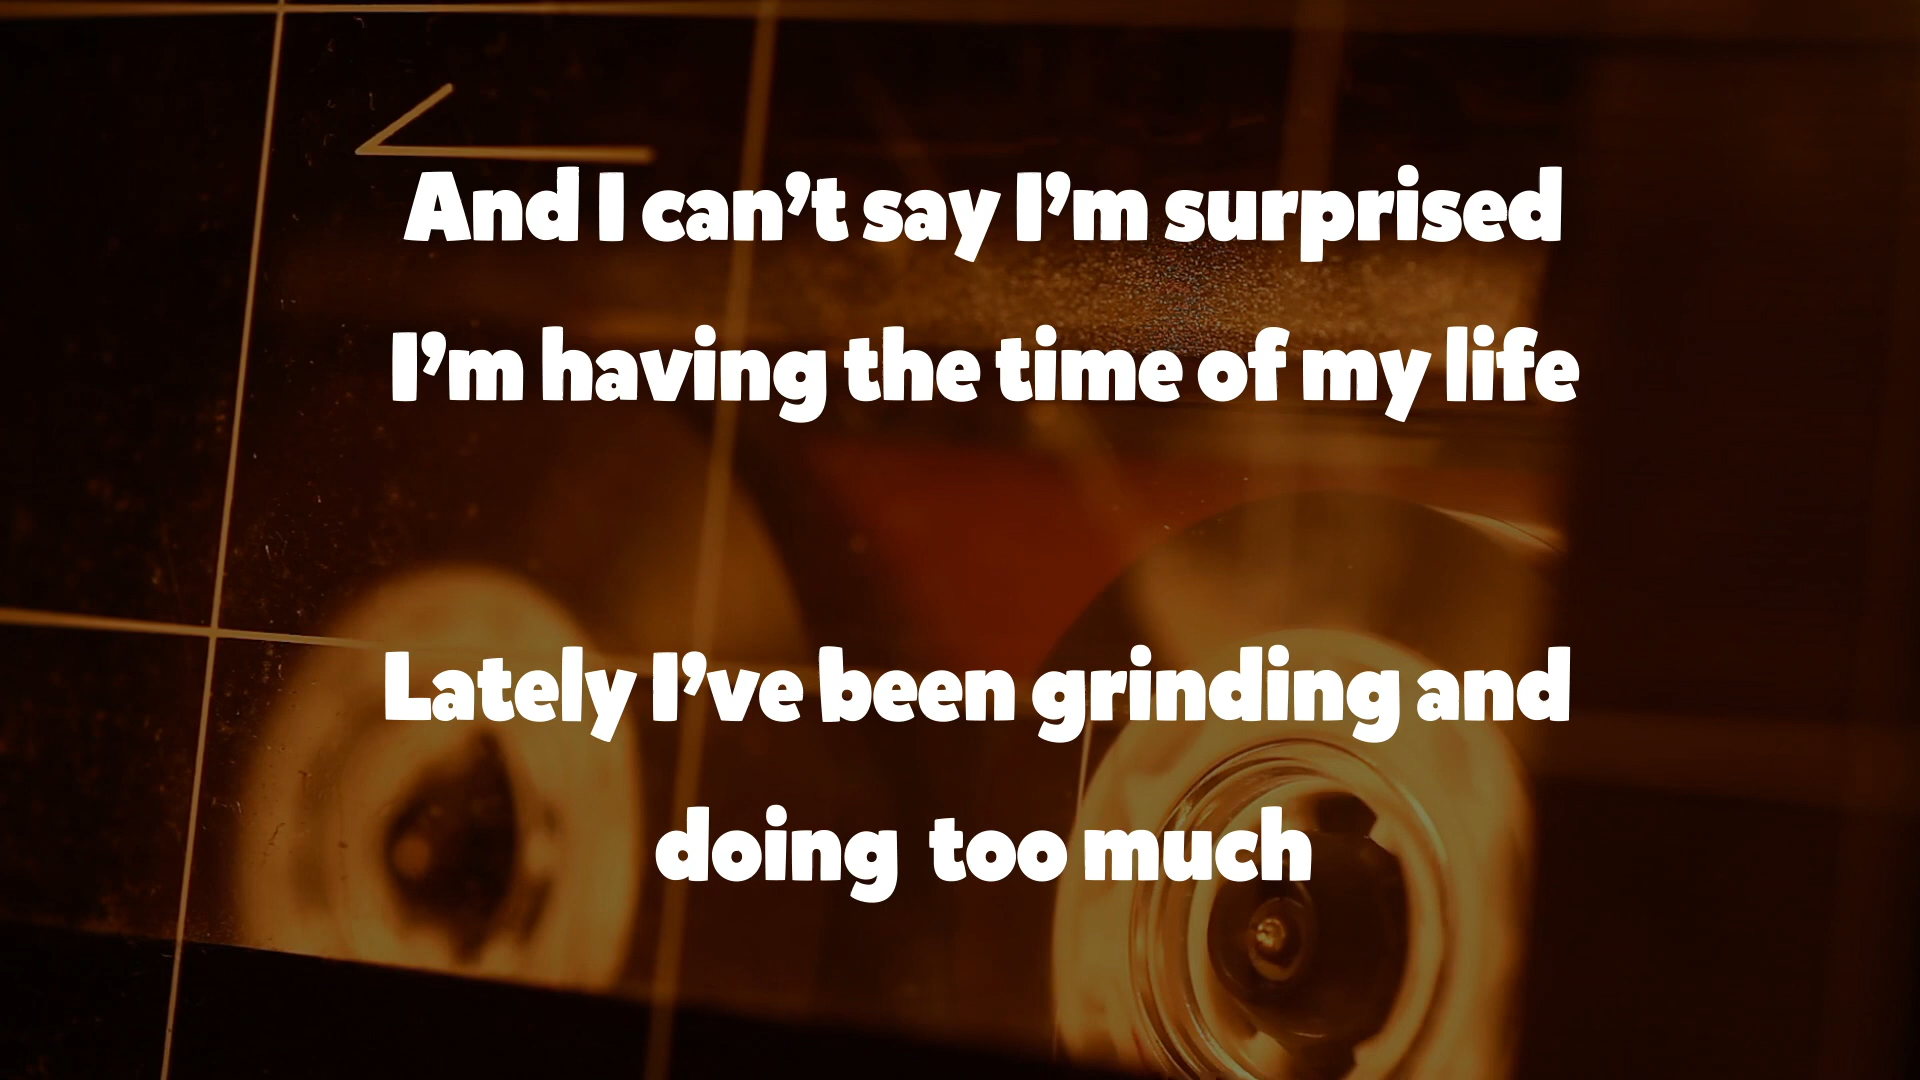 And I can’t say I’m surprised
I’m having the time of my life
Lately I’ve been grinding and
doing  too much